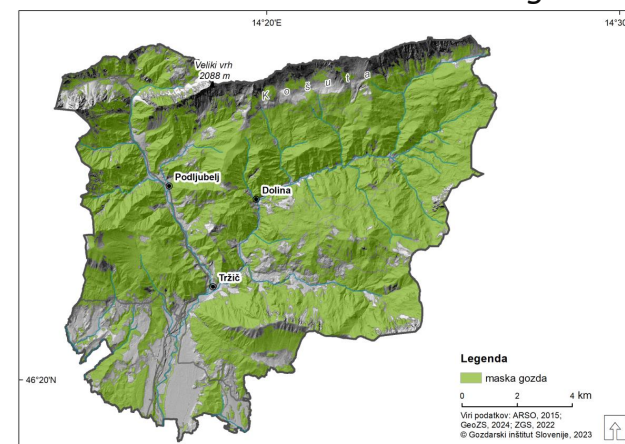 14°20'E
14°30
Veliki vrh
2088 m
Košuta
Podljubelj
Dolina
Tržič
46°20'N
Legenda
maska gozda
0 2 4 km
Viri podatkov: ARSO, 2015;
GeoZS, 2024; ZGS, 2022
© Gozdarski inštitut Slovenije, 2023